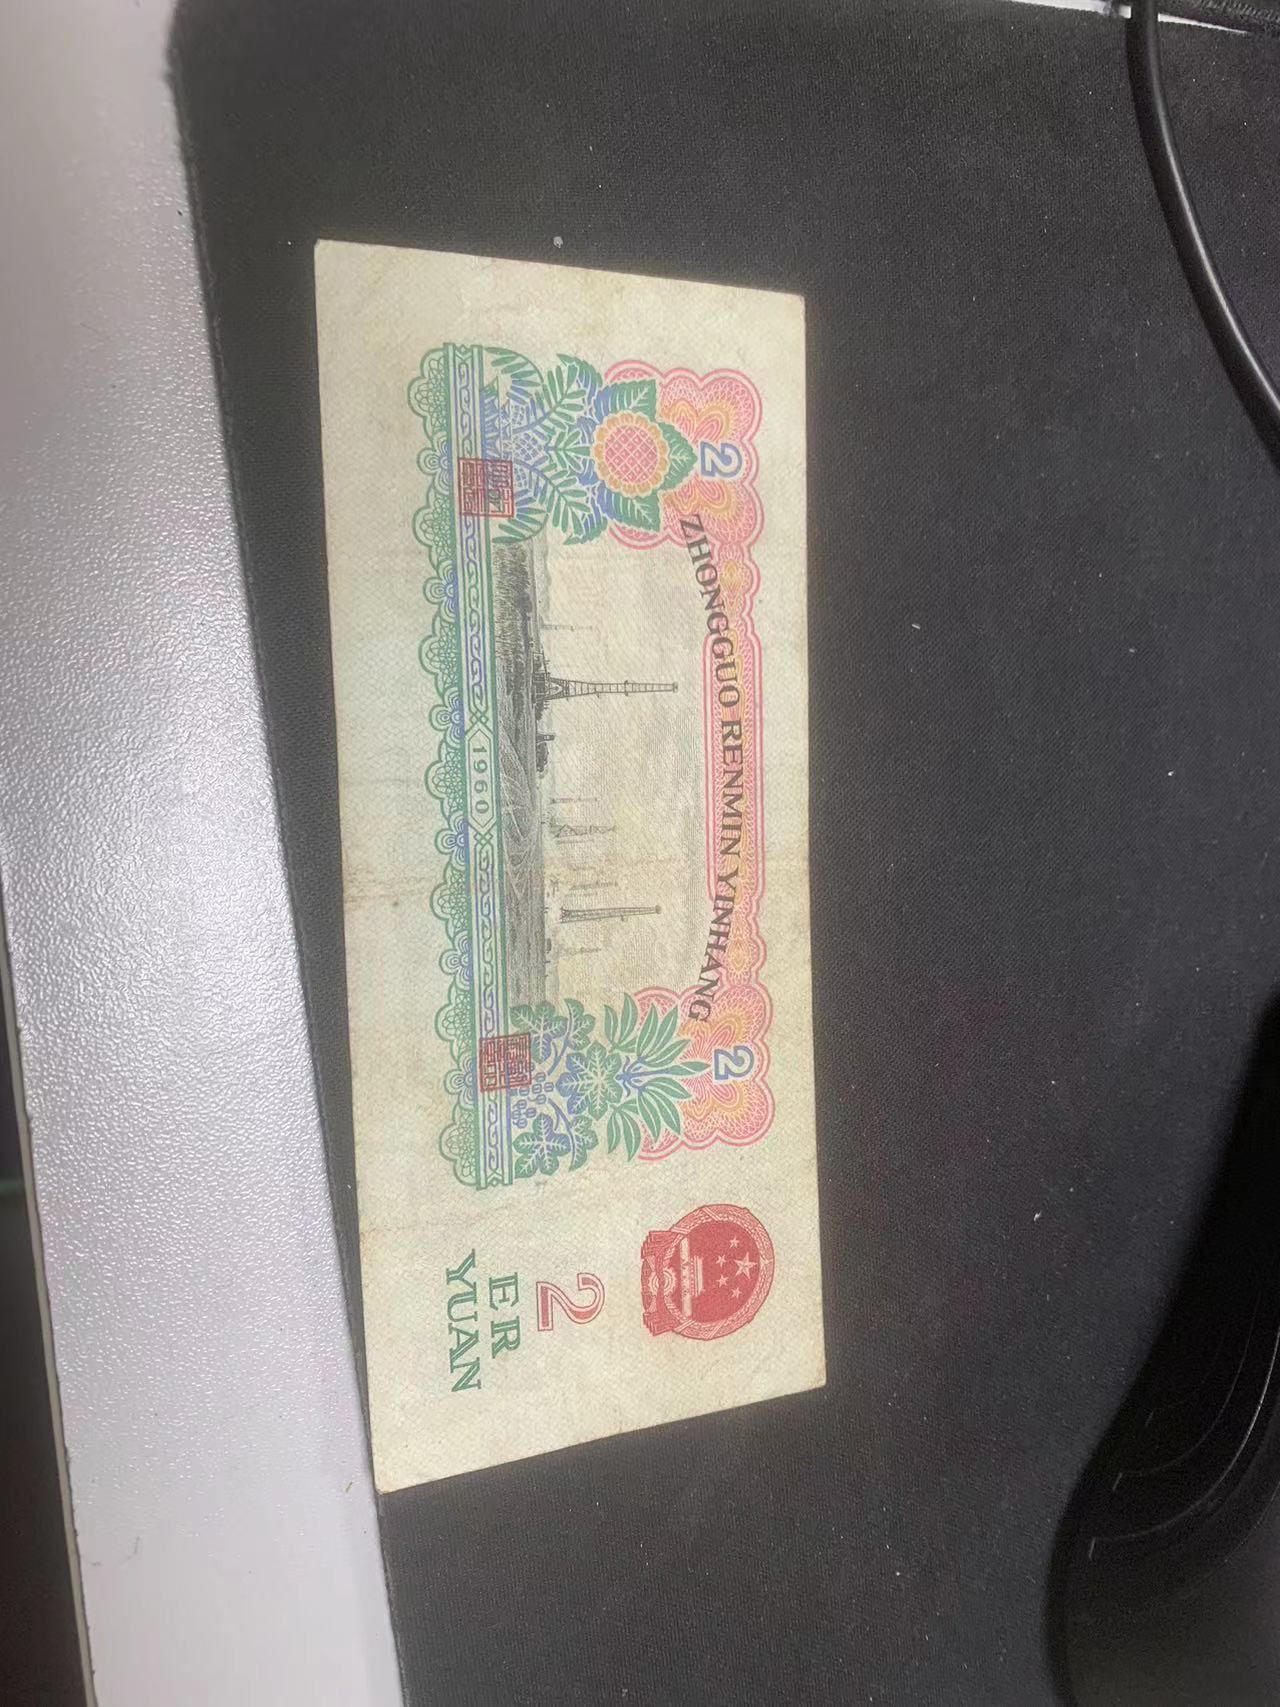 ZHONGGUO RENMIN YINHANG
2
2
1960
2
ER
YUAN